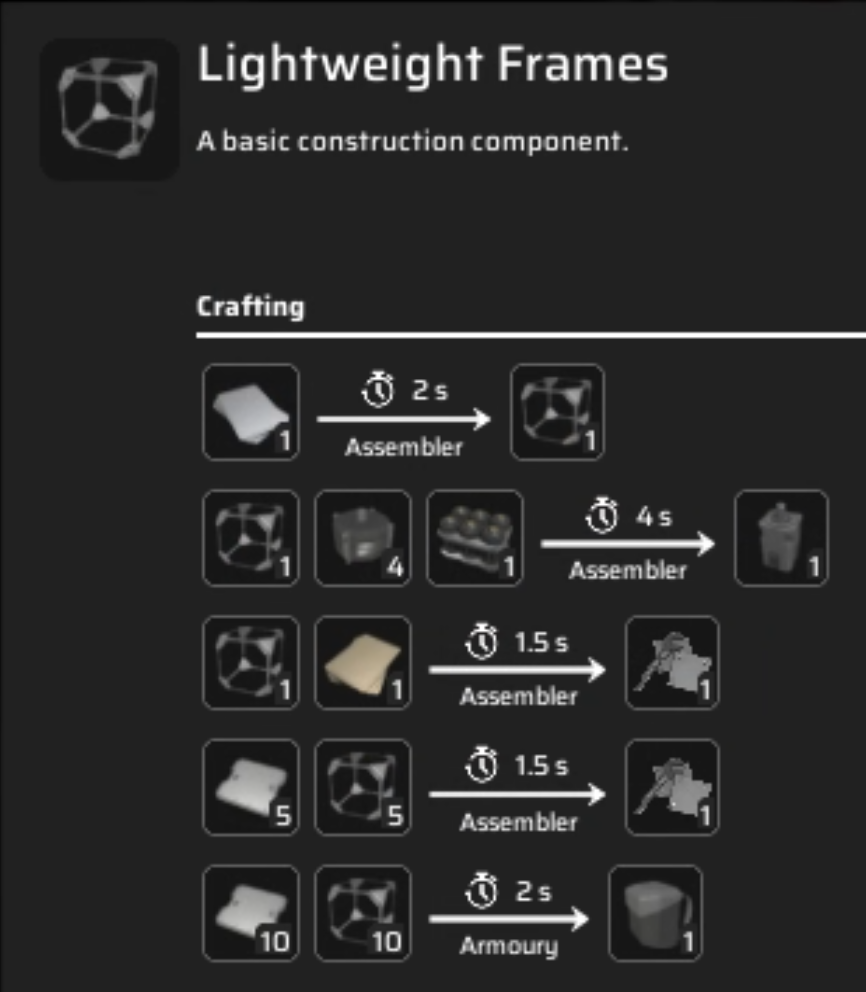 Lightweight Frames
A basic construction component.
Crafting
1 2 s Assembler 1
1 4 1 4 s Assembler 1
1 1 1.5 s Assembler 1
5 5 1.5 s Assembler 1
10 10 2 s Armoury 1